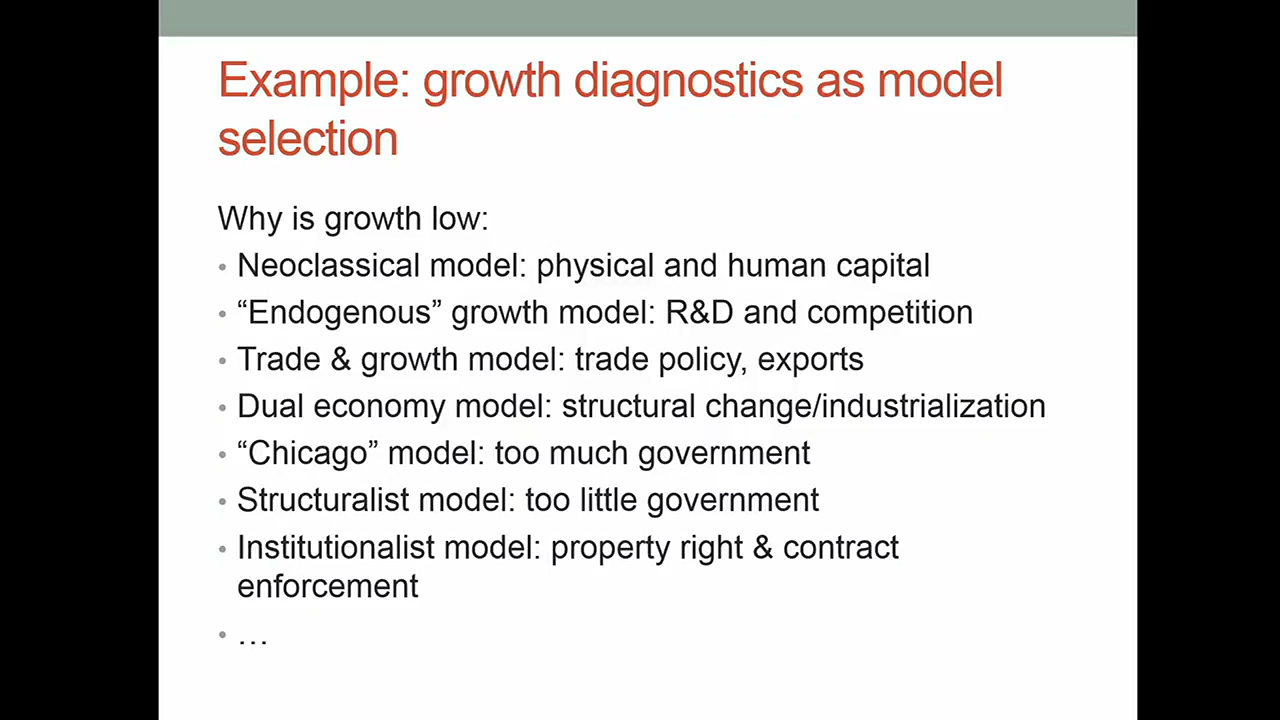 Example: growth diagnostics as model
selection
Why is growth low:
• Neoclassical model: physical and human capital
• “Endogenous” growth model: R&D and competition
• Trade & growth model: trade policy, exports
• Dual economy model: structural change/industrialization
• “Chicago” model: too much government
• Structuralist model: too little government
• Institutionalist model: property right & contract
enforcement
• …